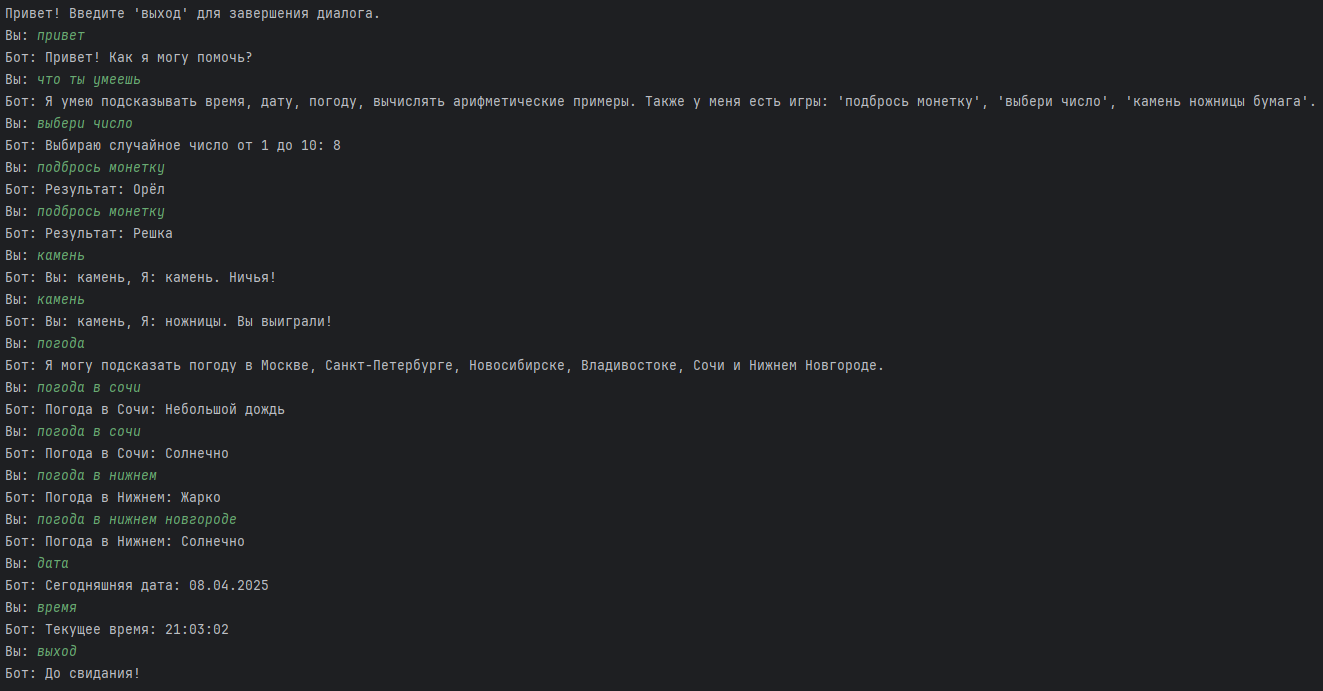 Привет! Введите 'выход' для завершения диалога.
Вы: привет
Бот: Привет! Как я могу помочь?
Вы: что ты умеешь
Бот: Я умею подсказывать время, дату, погоду, вычислять арифметические примеры. Также у меня есть игры: 'подбрось монетку', 'выбери число', 'камень ножницы бумага'.
Вы: выбери число
Бот: Выбираю случайное число от 1 до 10: 8
Вы: подбрось монетку
Бот: Результат: Орёл
Вы: подбрось монетку
Бот: Результат: Решка
Вы: камень
Бот: Вы: камень, Я: камень. Ничья!
Вы: камень
Бот: Вы: камень, Я: ножницы. Вы выиграли!
Вы: погода
Бот: Я могу подсказать погоду в Москве, Санкт-Петербурге, Новосибирске, Владивостоке, Сочи и Нижнем Новгороде.
Вы: погода в сочи
Бот: Погода в Сочи: Небольшой дождь
Вы: погода в сочи
Бот: Погода в Сочи: Солнечно
Вы: погода в нижнем
Бот: Погода в Нижнем: Жарко
Вы: погода в нижнем новгороде
Бот: Погода в Нижнем: Солнечно
Вы: дата
Бот: Сегодняшняя дата: 08.04.2025
Вы: время
Бот: Текущее время: 21:03:02
Вы: выход
Бот: До свидания!